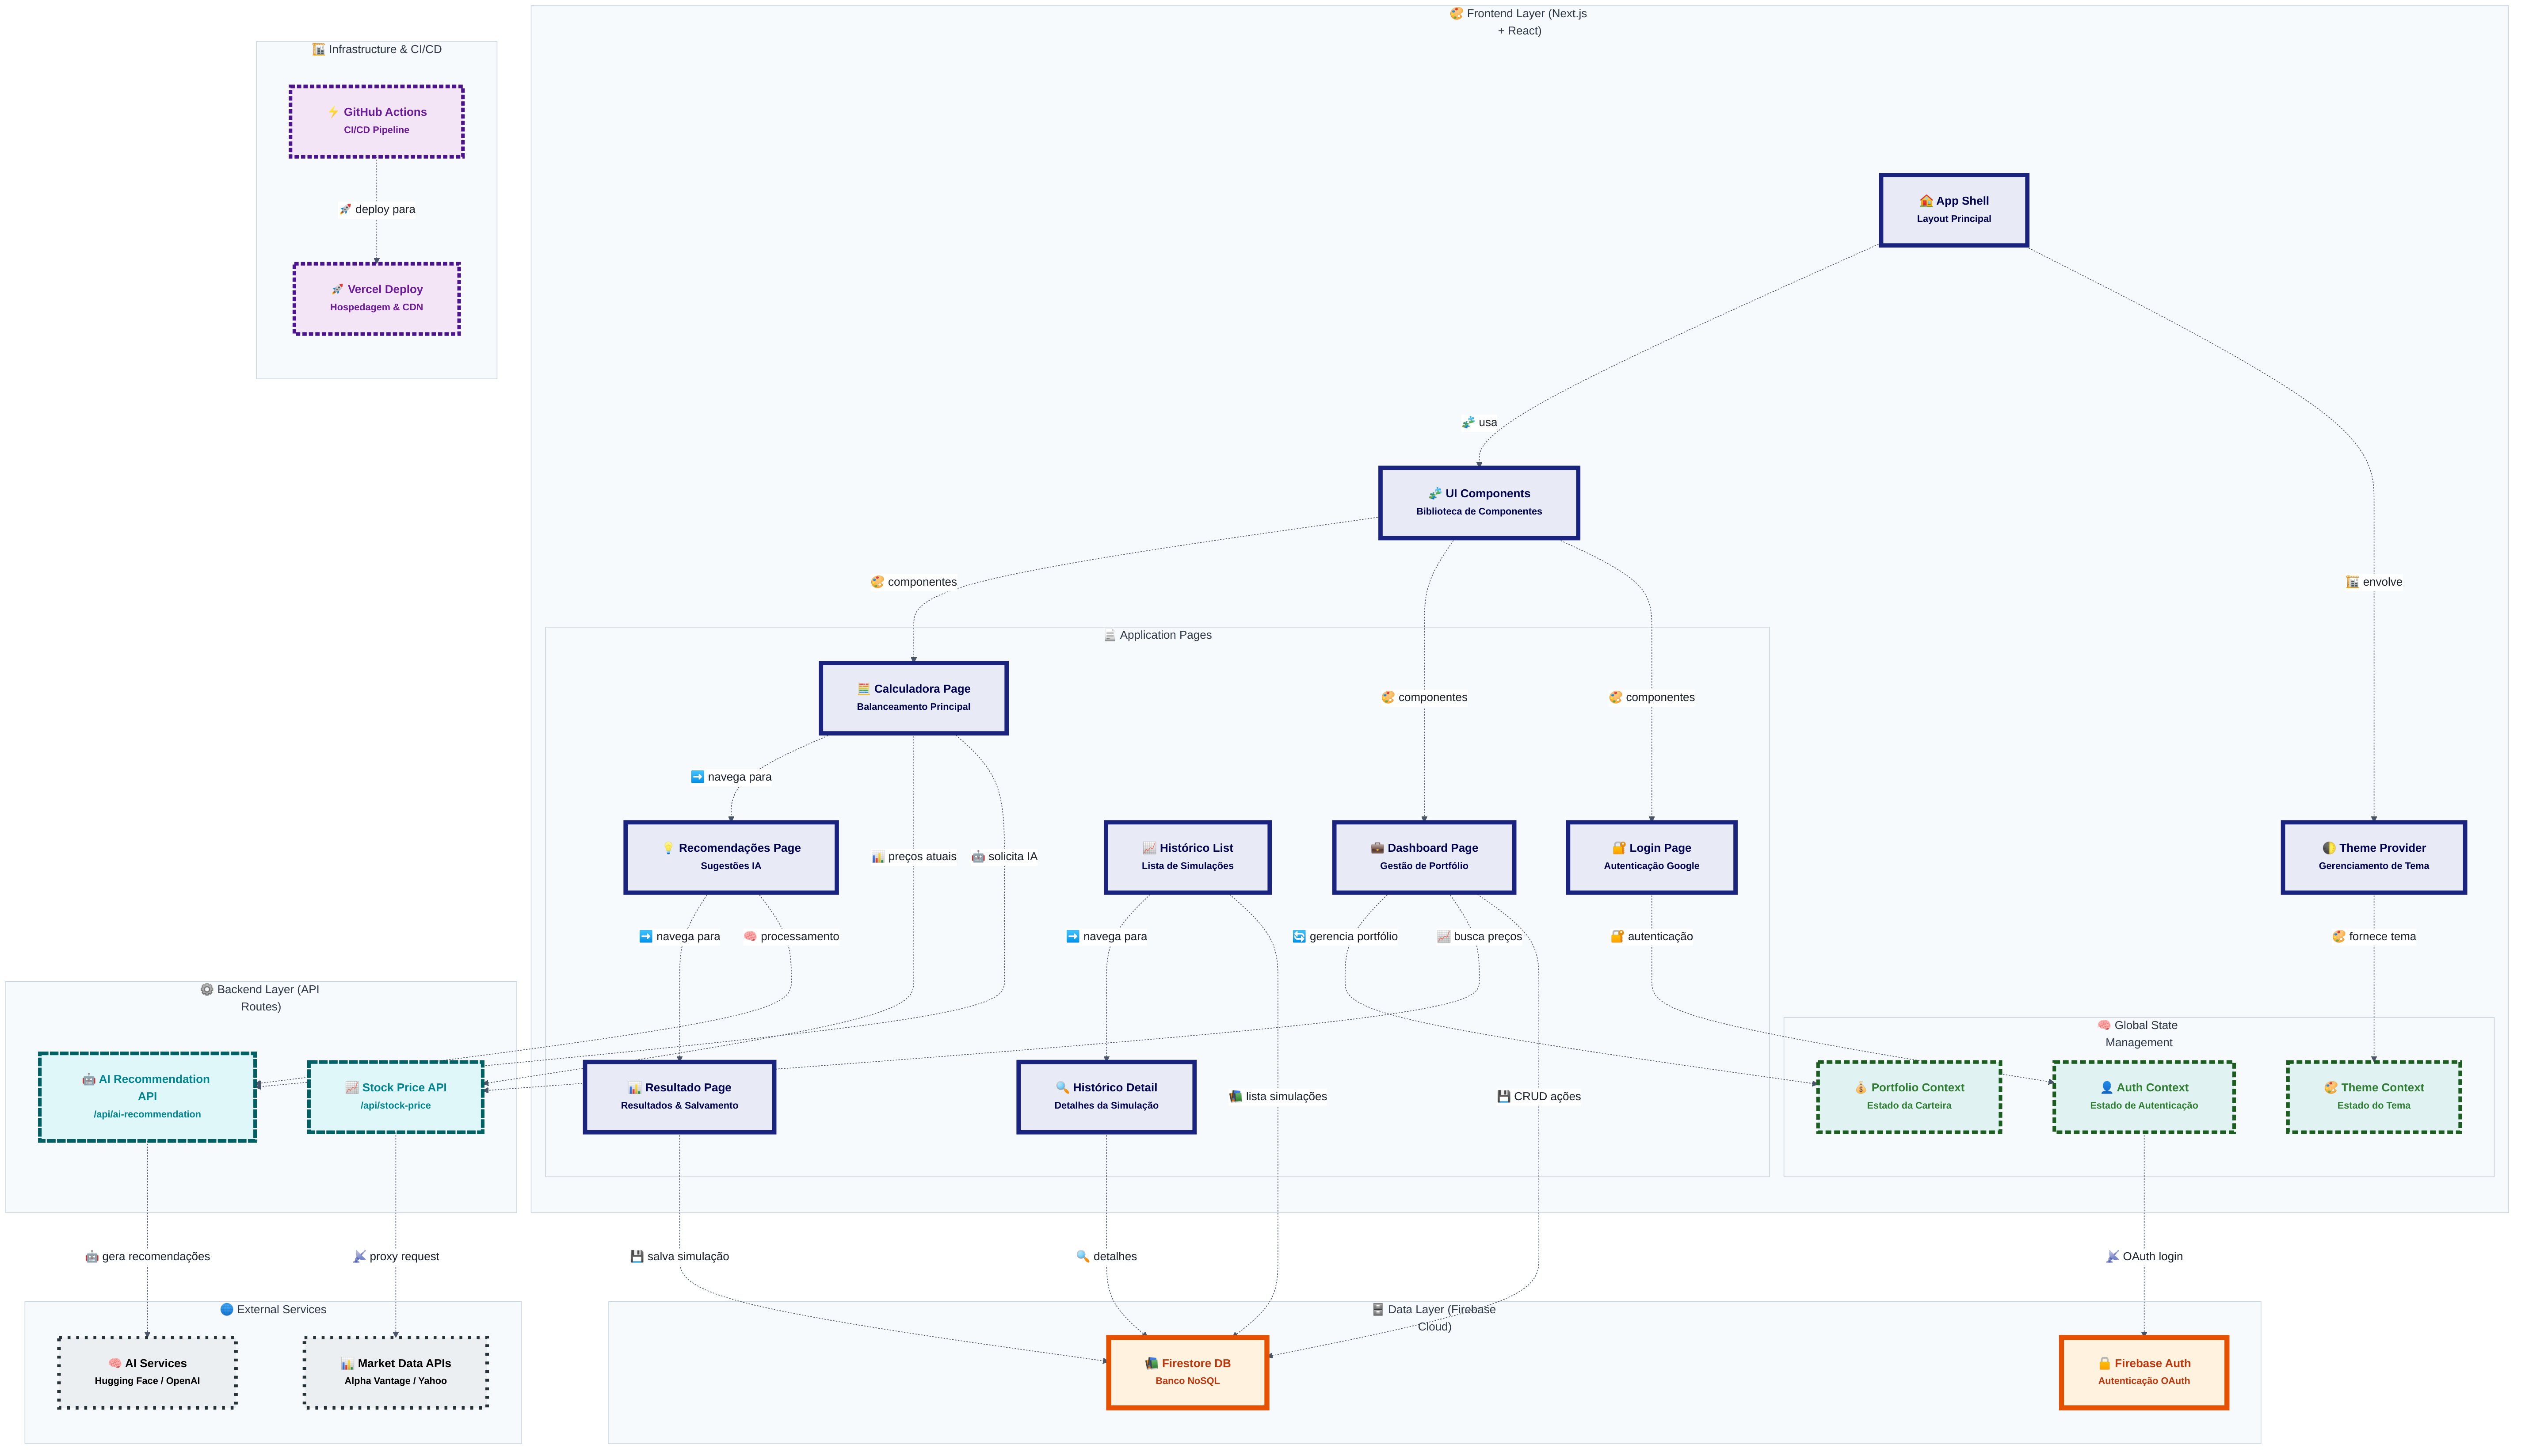 🎨 Frontend Layer (Next.js
+ React)
🏗️ Infrastructure & CI/CD
⚡ GitHub Actions
CI/CD Pipeline
🚀 deploy para
🚀 Vercel Deploy
Hospedagem & CDN
🏠 App Shell
Layout Principal
🧩 usa
🧩 UI Components
Biblioteca de Componentes
🎨 componentes
🏗️ envolve
📄 Application Pages
🧮 Calculadora Page
Balanceamento Principal
🎨 componentes
🎨 componentes
➡️ navega para
💡 Recomendações Page
Sugestões IA
📊 preços atuais
🤖 solicita IA
📈 Histórico List
Lista de Simulações
💼 Dashboard Page
Gestão de Portfólio
🔐 Login Page
Autenticação Google
🌓 Theme Provider
Gerenciamento de Tema
➡️ navega para
🧠 processamento
➡️ navega para
🔄 gerencia portfólio
📈 busca preços
🔐 autenticação
🎨 fornece tema
⚙️ Backend Layer (API
Routes)
🤖 AI Recommendation
API
/api/ai-recommendation
📈 Stock Price API
/api/stock-price
📊 Resultado Page
Resultados & Salvamento
🔍 Histórico Detail
Detalhes da Simulação
📚 lista simulações
💾 CRUD ações
🧠 Global State
Management
💰 Portfolio Context
Estado da Carteira
👤 Auth Context
Estado de Autenticação
🎨 Theme Context
Estado do Tema
🤖 gera recomendações
📡 proxy request
💾 salva simulação
🔍 detalhes
📡 OAuth login
🌐 External Services
🧠 AI Services
Hugging Face / OpenAI
📊 Market Data APIs
Alpha Vantage / Yahoo
🗄️ Data Layer (Firebase
Cloud)
📚 Firestore DB
Banco NoSQL
🔒 Firebase Auth
Autenticação OAuth